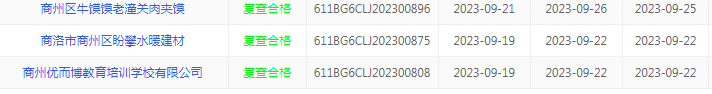 商州区牛馍馍老潼关肉夹馍 复查合格 611BG6CLJ202300896 2023-09-21 2023-09-26 2023-09-25
商洛市商州区盼攀水暖建材 复查合格 611BG6CLJ202300875 2023-09-19 2023-09-22 2023-09-22
商州优而博教育培训学校有限公司 复查合格 611BG6CLJ202300808 2023-09-19 2023-09-22 2023-09-22